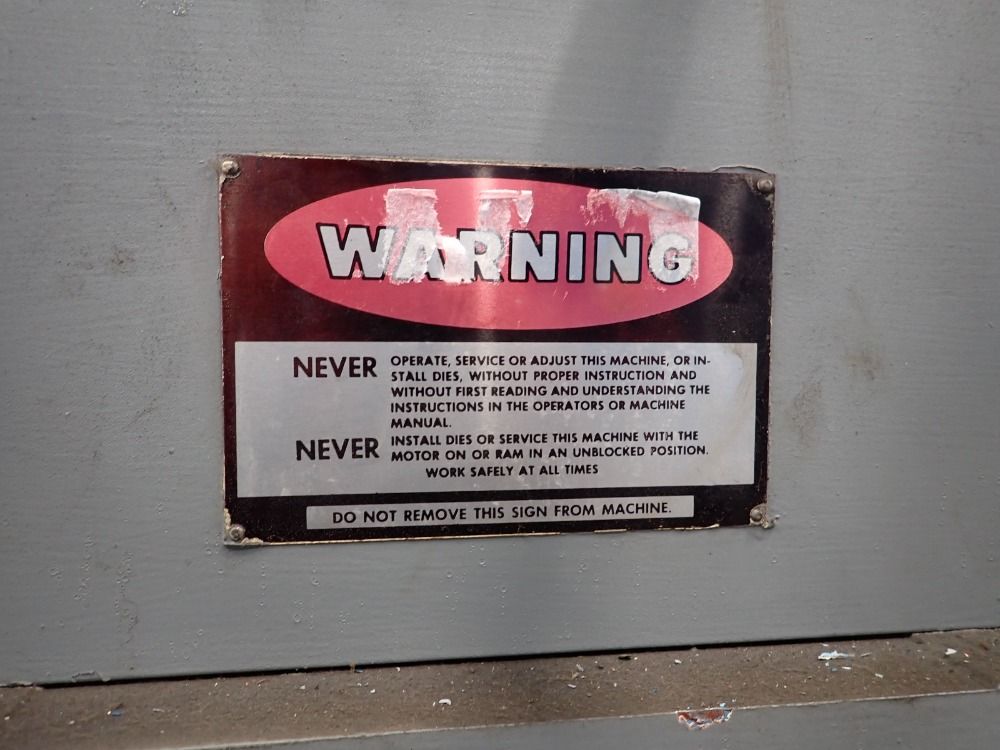 WARNING
NEVER OPERATE, SERVICE OR ADJUST THIS MACHINE, OR IN-
STALL DIES, WITHOUT PROPER INSTRUCTION AND
WITHOUT FIRST READING AND UNDERSTANDING THE
INSTRUCTIONS IN THE OPERATORS OR MACHINE
MANUAL.
NEVER INSTALL DIES OR SERVICE THIS MACHINE WITH THE
MOTOR ON OR RAM IN AN UNBLOCKED POSITION.
WORK SAFELY AT ALL TIMES
DO NOT REMOVE THIS SIGN FROM MACHINE.